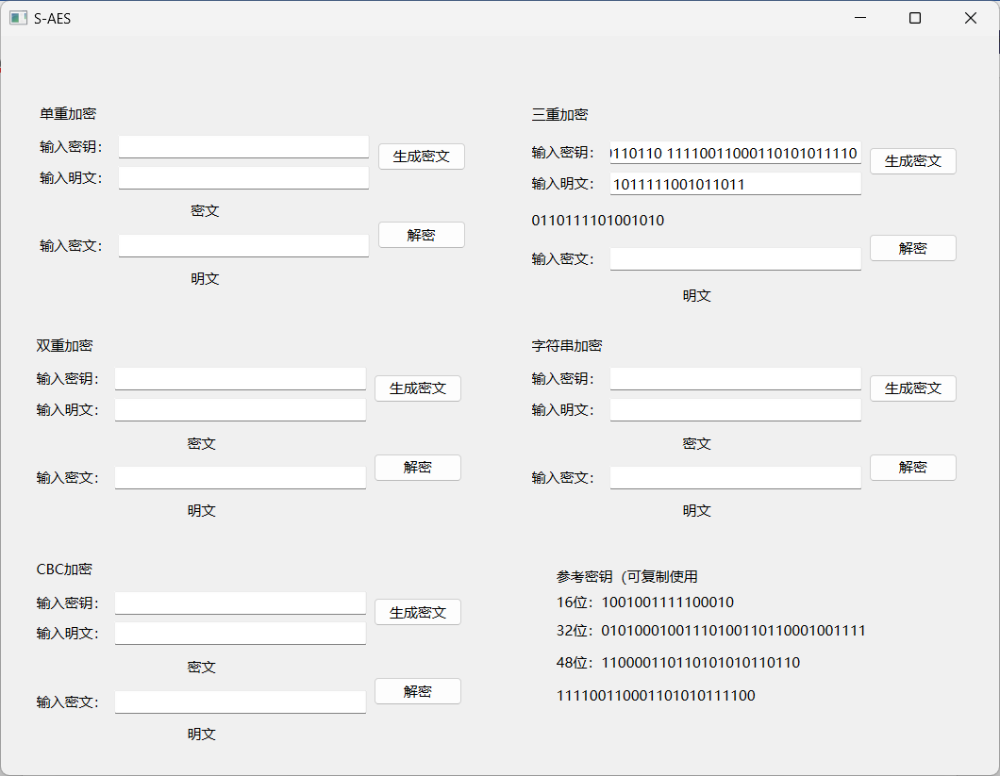 S-AES
单重加密
输入密钥：
生成密文
输入明文：
密文
输入密文：
解密
明文
三重加密
输入密钥： 110110 11110011000110101011110
生成密文
输入明文： 1011111001011011
0110111101001010
输入密文：
解密
明文
双重加密
输入密钥：
生成密文
输入明文：
密文
输入密文：
解密
明文
字符串加密
输入密钥：
生成密文
输入明文：
密文
输入密文：
解密
明文
CBC加密
输入密钥：
生成密文
输入明文：
密文
输入密文：
解密
明文
参考密钥（可复制使用
16位：1001001111100010
32位：01010001001110100110110001001111
48位：110000110110101010110110
111100110001101010111100